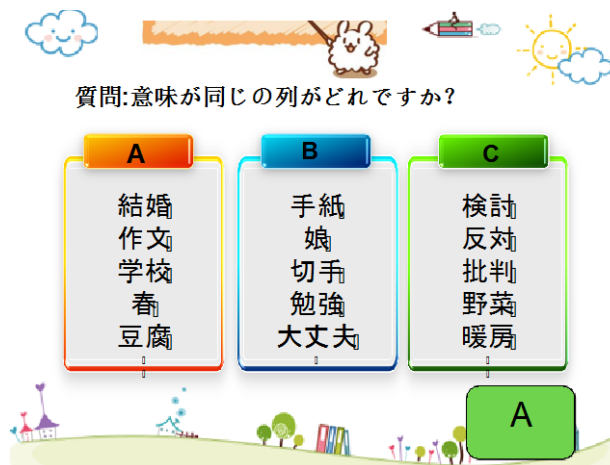 質問:意味が同じの列がどれですか?
A
結婚
作文
学校
春
豆腐
B
手紙
娘
切手
勉強
大丈夫
C
検討
反対
批判
野菜
暖房
A